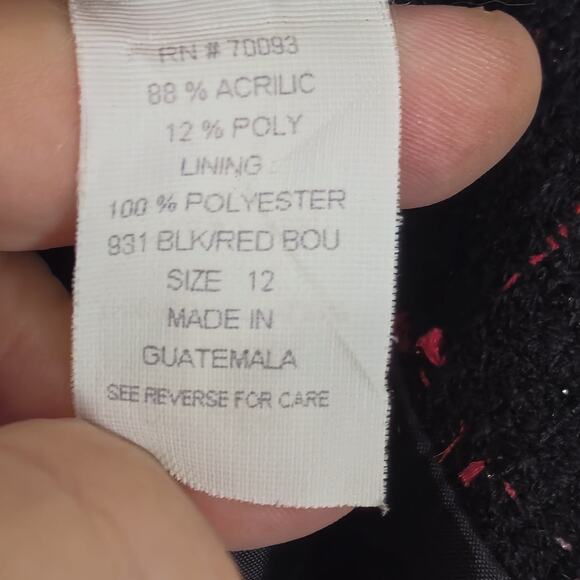 RN # 70093
88 % ACRILIC
12 % POLY
LINING :
100 % POLYESTER
931 BLK/RED BOU
SIZE 12
MADE IN
GUATEMALA
SEE REVERSE FOR CARE